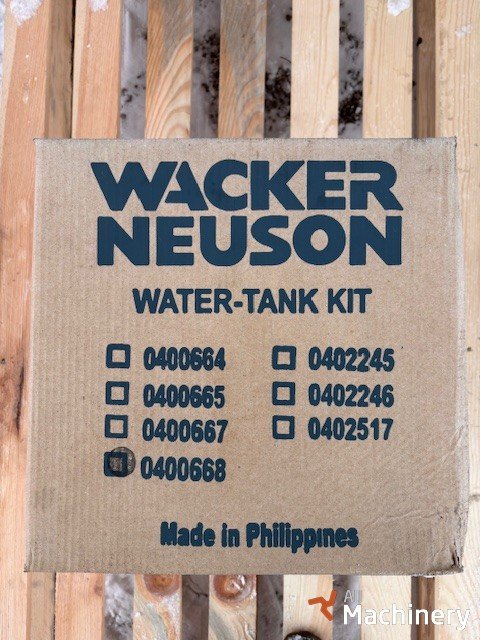 WACKER
NEUSON
WATER-TANK KIT
0400664
0400665
0400667
0400668
0402245
0402246
0402517
Made in Philippines
Machinery